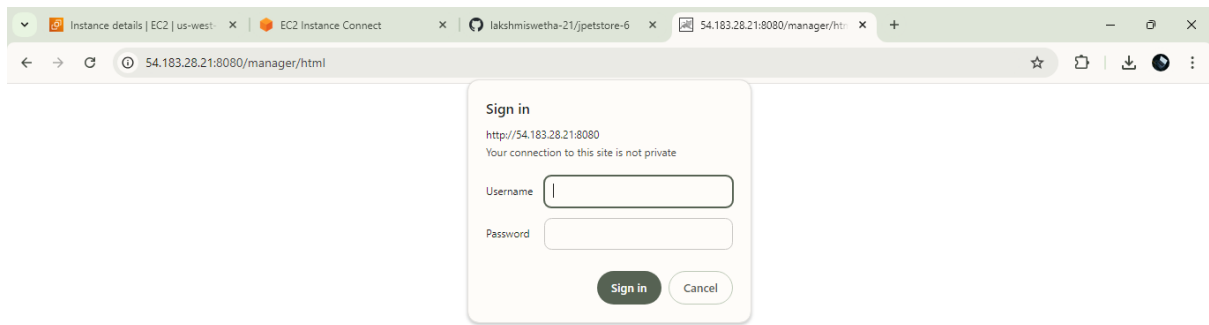 Instance details | EC2 | us-west-
EC2 Instance Connect
lakshmiswetha-21/jpetstore-6
54.183.28.21:8080/manager/htm
54.183.28.21:8080/manager/html
Sign in
http://54.183.28.21:8080
Your connection to this site is not private
Username
Password
Sign in Cancel